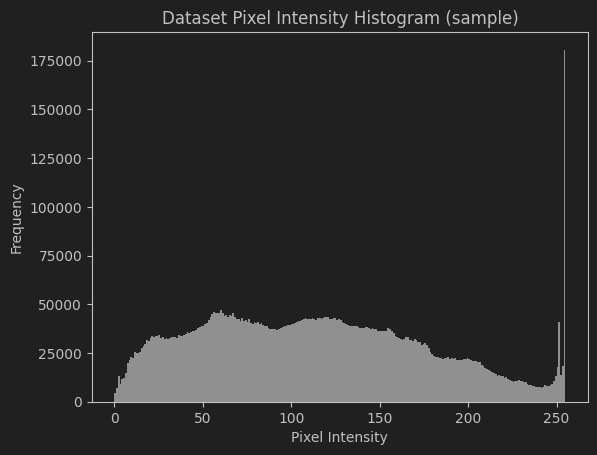 Dataset Pixel Intensity Histogram (sample)
175000
150000
125000
100000
75000
50000
25000
0
Frequency
0 50 100 150 200 250
Pixel Intensity